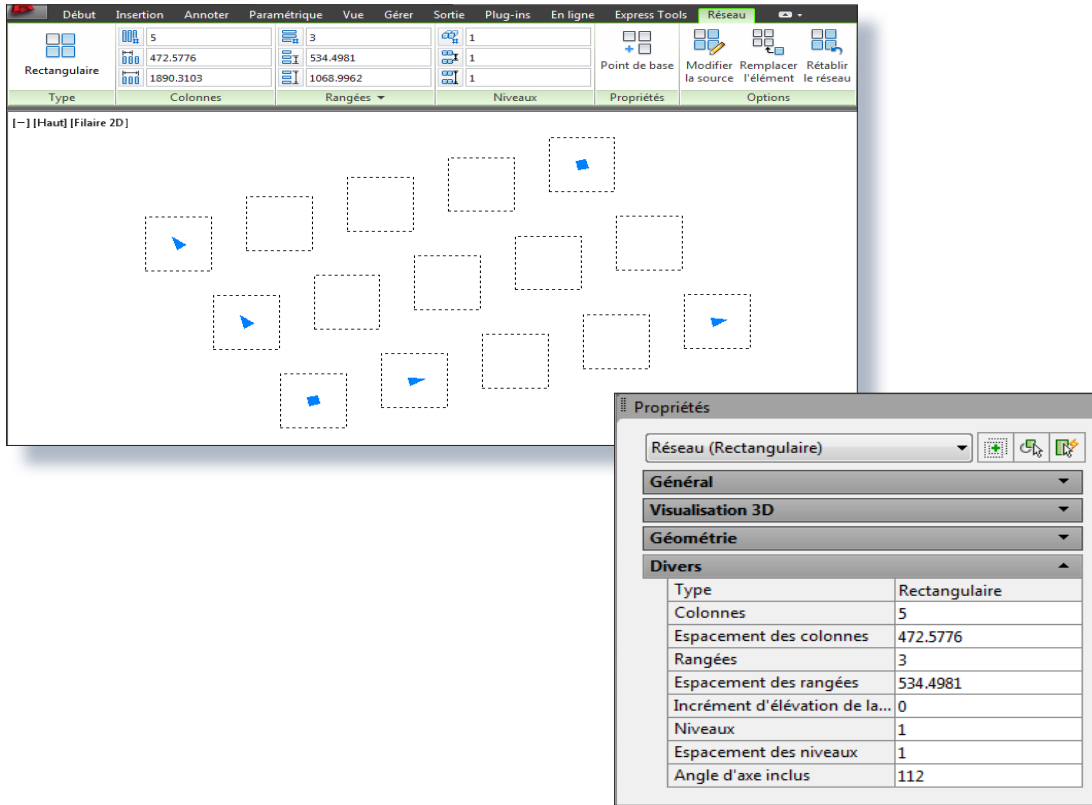 Début Insertion Annoter Paramétrique Vue Gérer Sortie Plug-ins En ligne Express Tools Réseau
5 3 1
472.5776 534.4981 1
1890.3103 1068.9962 1
Rectangulaire
Point de base
Modifier la source
Remplacer l'élément
Rétablir le réseau
Type Colonnes Rangées Niveaux Propriétés Options
[−] [Haut] [Filaire 2D]
Propriétés
Réseau (Rectangulaire)
Général
Visualisation 3D
Géométrie
Divers
Type Rectangulaire
Colonnes 5
Espacement des colonnes 472.5776
Rangées 3
Espacement des rangées 534.4981
Incrément d'élévation de la... 0
Niveaux 1
Espacement des niveaux 1
Angle d'axe inclus 112